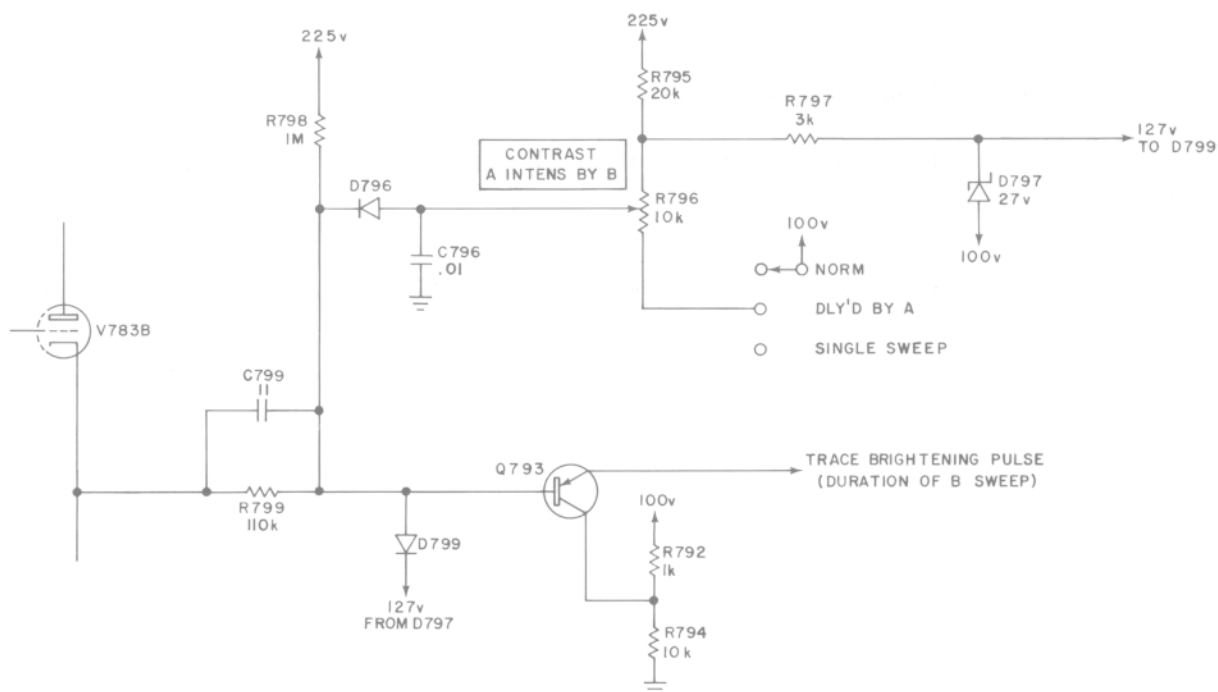 225v
225v
R795
20k
R798
1M
R797
3k
127v
TO D799
CONTRAST
A INTENS BY B
D796
R796
10k
D797
27v
100v
100v
C796
.01
NORM
DLY'D BY A
SINGLE SWEEP
V783B
C799
11
Q793
TRACE BRIGHTENING PULSE
(DURATION OF B SWEEP)
R799
110k
100v
D799
R792
1k
127v
FROM D797
R794
10k